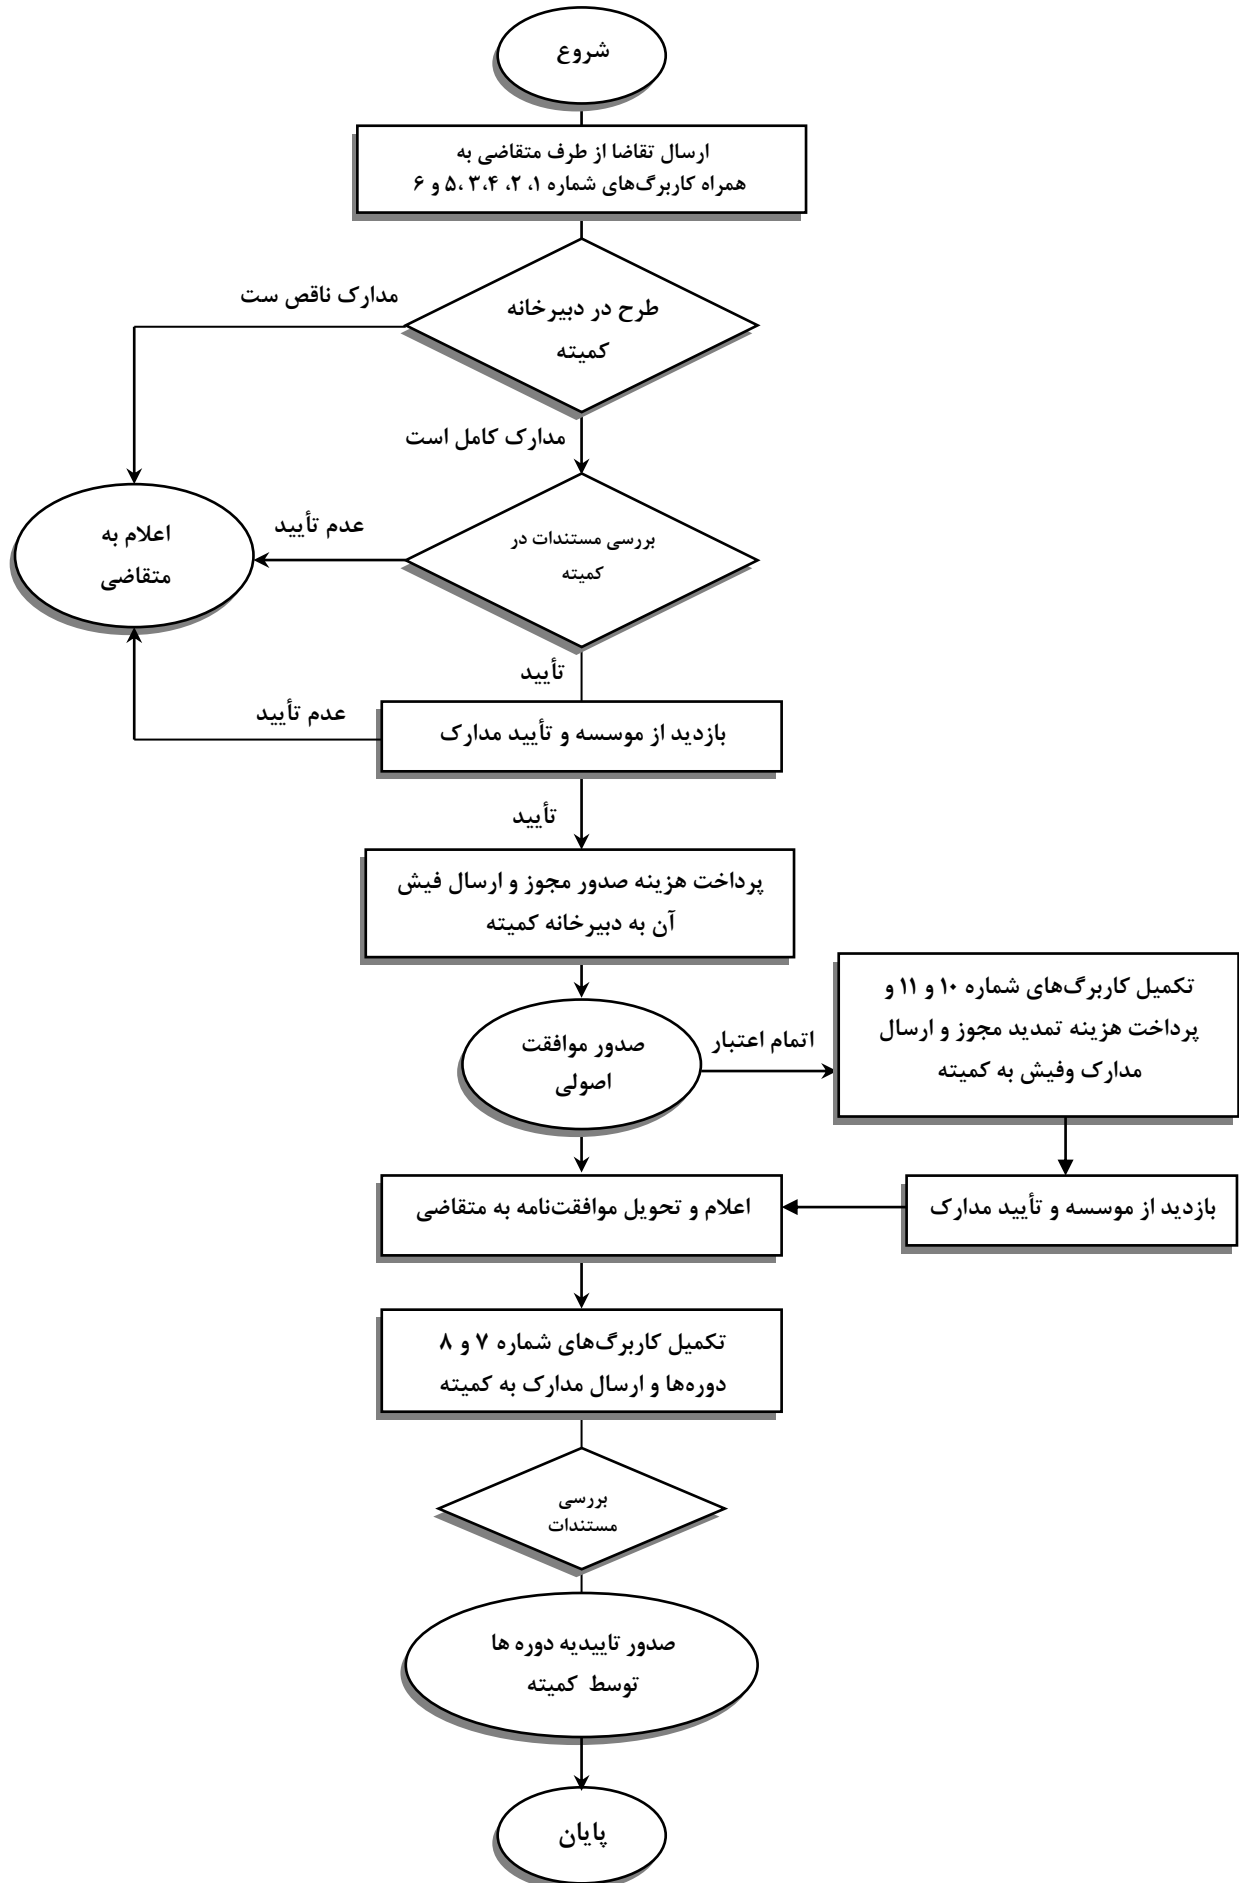 شروع
ارسال تقاضا از طرف متقاضی به
همراه کاربرگ‌های شماره ۱، ۲، ۳،۴ ،۵ و ۶
طرح در دبیرخانه
کمیته
مدارک ناقص ست
مدارک کامل است
بررسی مستندات در
کمیته
عدم تأیید
اعلام به
متقاضی
تأیید
بازدید از موسسه و تأیید مدارک
عدم تأیید
تأیید
پرداخت هزینه صدور مجوز و ارسال فیش
آن به دبیرخانه کمیته
صدور موافقت
اصولی
اتمام اعتبار
تکمیل کاربرگ‌های شماره ۱۰ و ۱۱ و
پرداخت هزینه تمدید مجوز و ارسال
مدارک وفیش به کمیته
بازدید از موسسه و تأیید مدارک
اعلام و تحویل موافقت‌نامه به متقاضی
تکمیل کاربرگ‌های شماره ۷ و ۸
دوره‌ها و ارسال مدارک به کمیته
بررسی
مستندات
صدور تاییدیه دوره ها
توسط کمیته
پایان